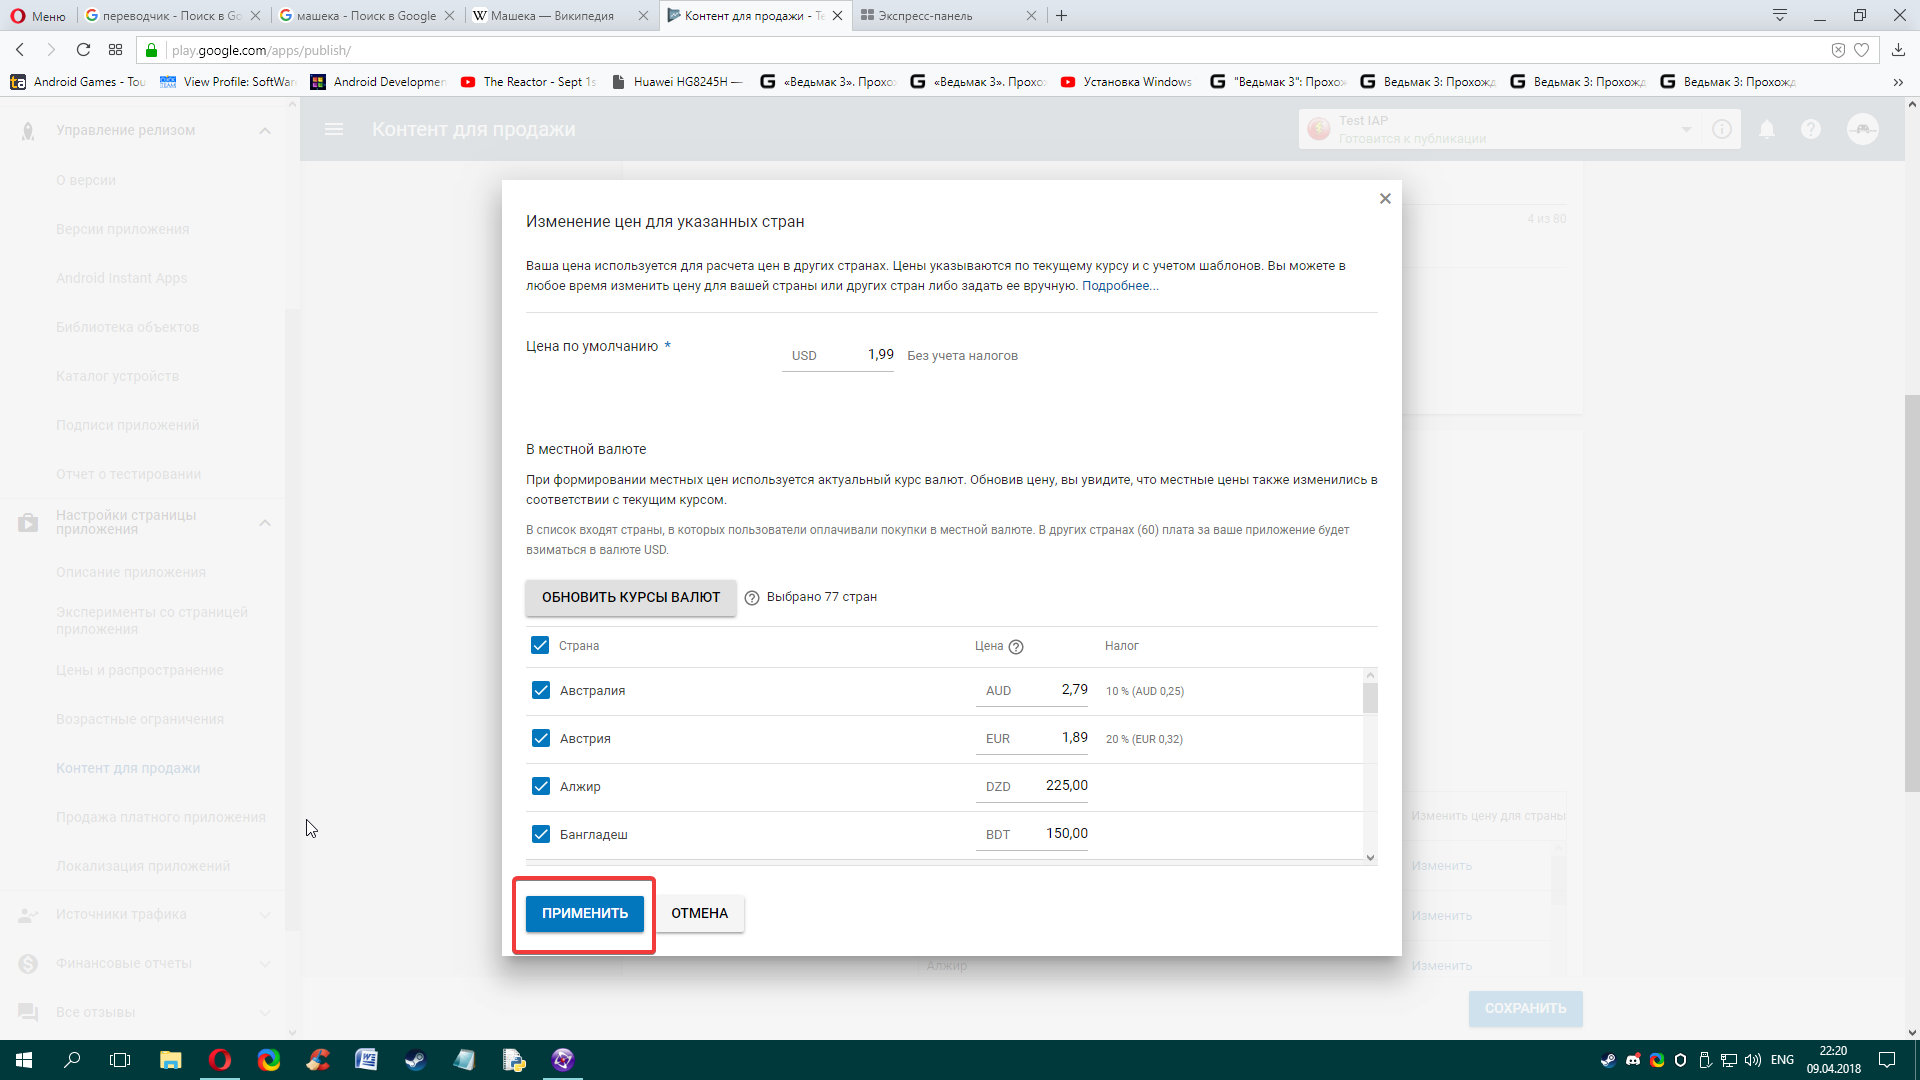 Меню
переводчик - Поиск в Go
машека - Поиск в Google
Машека — Википедия
Контент для продажи - Te
Экспресс-панель
play.google.com/apps/publish/
Android Games - Tou
View Profile: SoftWar
Android Developmen
The Reactor - Sept 1s
Huawei HG8245H —
«Ведьмак 3». Прохо
«Ведьмак 3». Прохо
Установка Windows
"Ведьмак 3": Прохож
Ведьмак 3: Прохожд
Ведьмак 3: Прохожд
Ведьмак 3: Прохожд
Управление релизом
О версии
Версии приложения
Android Instant Apps
Библиотека объектов
Каталог устройств
Подписи приложений
Отчет о тестировании
Настройки страницы
приложения
Описание приложения
Эксперименты со страницей
приложения
Цены и распространение
Возрастные ограничения
Контент для продажи
Продажа платного приложения
Локализация приложений
Источники трафика
Финансовые отчеты
Все отзывы
Контент для продажи
Test IAP
Готовится к публикации
4 из 80
Изменение цен для указанных стран
Ваша цена используется для расчета цен в других странах. Цены указываются по текущему курсу и с учетом шаблонов. Вы можете в
любое время изменить цену для вашей страны или других стран либо задать ее вручную. Подробнее...
Цена по умолчанию *
USD 1,99 Без учета налогов
В местной валюте
При формировании местных цен используется актуальный курс валют. Обновив цену, вы увидите, что местные цены также изменились в
соответствии с текущим курсом.
В список входят страны, в которых пользователи оплачивали покупки в местной валюте. В других странах (60) плата за ваше приложение будет
взиматься в валюте USD.
ОБНОВИТЬ КУРСЫ ВАЛЮТ
Выбрано 77 стран
Страна Цена Налог
Австралия AUD 2,79 10 % (AUD 0,25)
Австрия EUR 1,89 20 % (EUR 0,32)
Алжир DZD 225,00
Бангладеш BDT 150,00
ПРИМЕНИТЬ
ОТМЕНА
Изменить цену для страны
Изменить
Изменить
Алжир
Изменить
СОХРАНИТЬ
ENG
22:20
09.04.2018